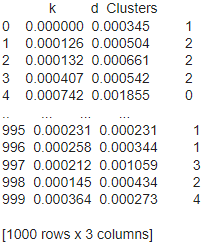 k d Clusters
0 0.000000 0.000345 1
1 0.000126 0.000504 2
2 0.000132 0.000661 2
3 0.000407 0.000542 2
4 0.000742 0.001855 0
.. ... ... ...
995 0.000231 0.000231 1
996 0.000258 0.000344 1
997 0.000212 0.001059 3
998 0.000145 0.000434 2
999 0.000364 0.000273 4
[1000 rows x 3 columns]